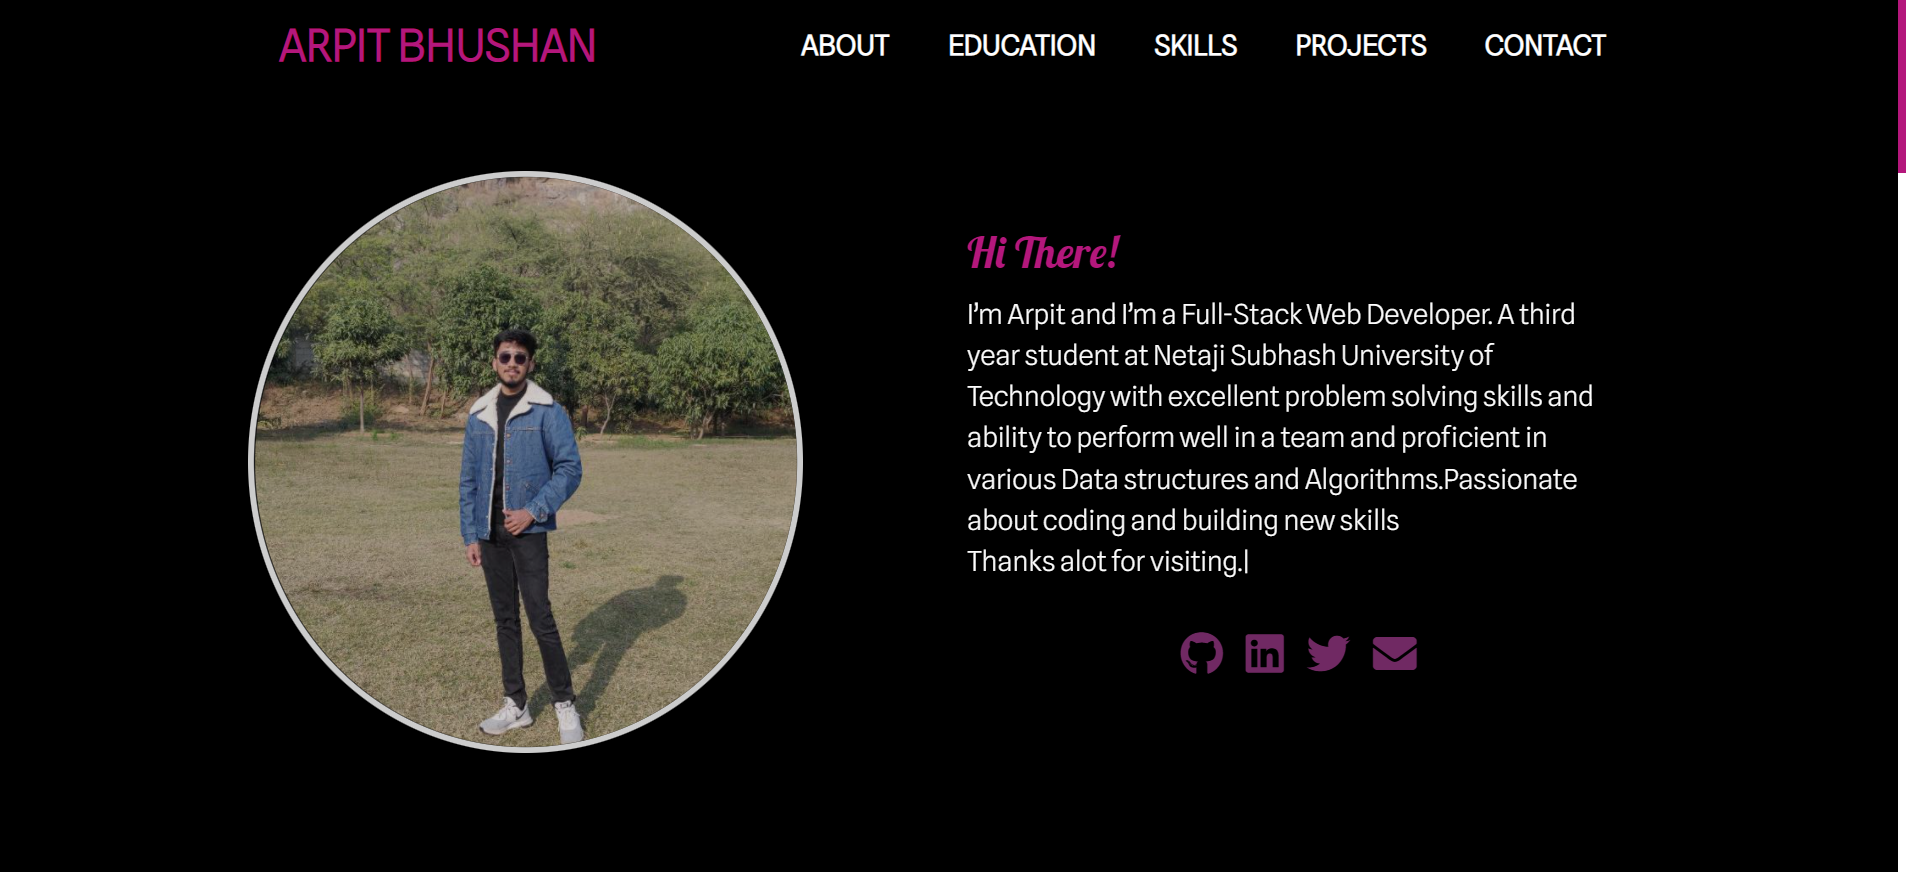 ARPIT BHUSHAN
ABOUT EDUCATION SKILLS PROJECTS CONTACT
Hi There!
I'm Arpit and I'm a Full-Stack Web Developer. A third
year student at Netaji Subhash University of
Technology with excellent problem solving skills and
ability to perform well in a team and proficient in
various Data structures and Algorithms.Passionate
about coding and building new skills
Thanks alot for visiting.|
in